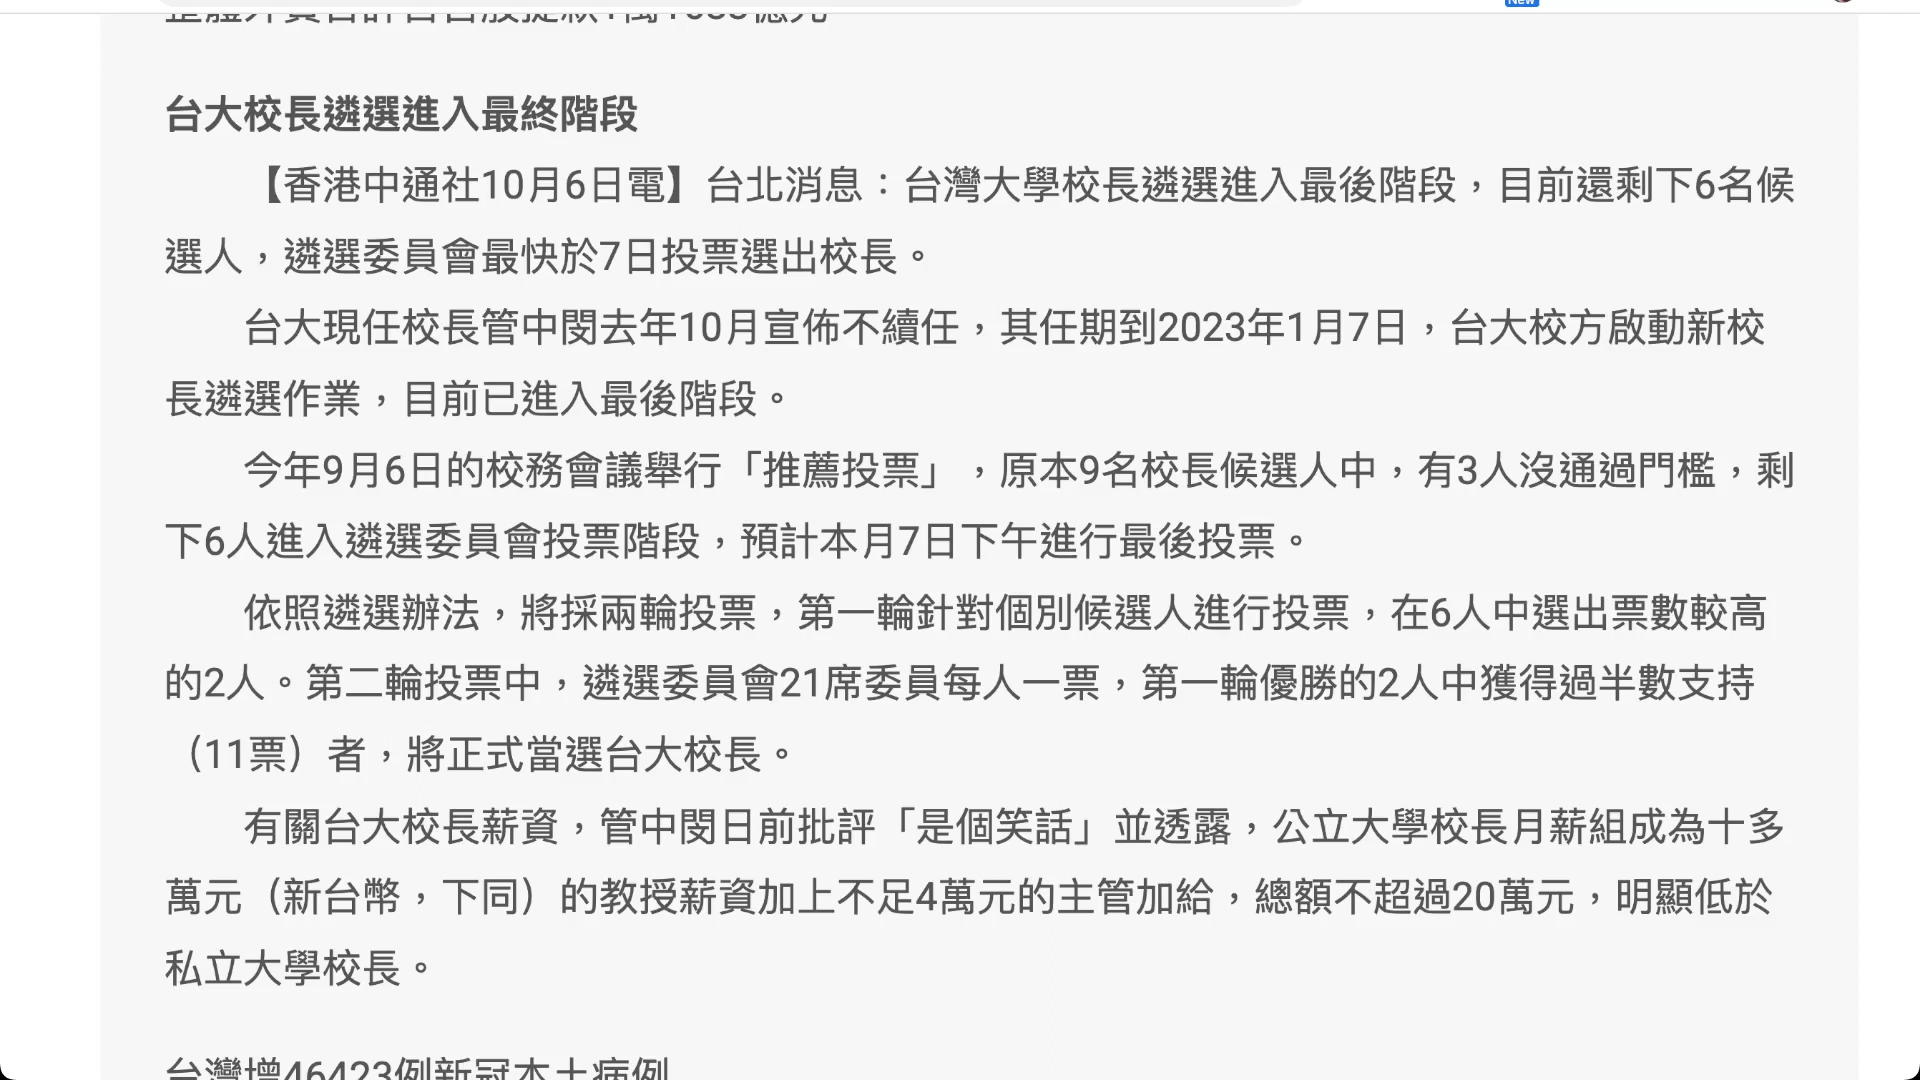 New
台大校長遴選進入最終階段
【香港中通社10月6日電】台北消息：台灣大學校長遴選進入最後階段，目前還剩下6名候
選人，遴選委員會最快於7日投票選出校長。
台大現任校長管中閔去年10月宣佈不續任，其任期到2023年1月7日，台大校方啟動新校
長遴選作業，目前已進入最後階段。
今年9月6日的校務會議舉行「推薦投票」，原本9名校長候選人中，有3人沒通過門檻，剩
下6人進入遴選委員會投票階段，預計本月7日下午進行最後投票。
依照遴選辦法，將採兩輪投票，第一輪針對個別候選人進行投票，在6人中選出票數較高
的2人。第二輪投票中，遴選委員會21席委員每人一票，第一輪優勝的2人中獲得過半數支持
（11票）者，將正式當選台大校長。
有關台大校長薪資，管中閔日前批評「是個笑話」並透露，公立大學校長月薪組成為十多
萬元（新台幣，下同）的教授薪資加上不足4萬元的主管加給，總額不超過20萬元，明顯低於
私立大學校長。
台灣增46423例新冠本土病例